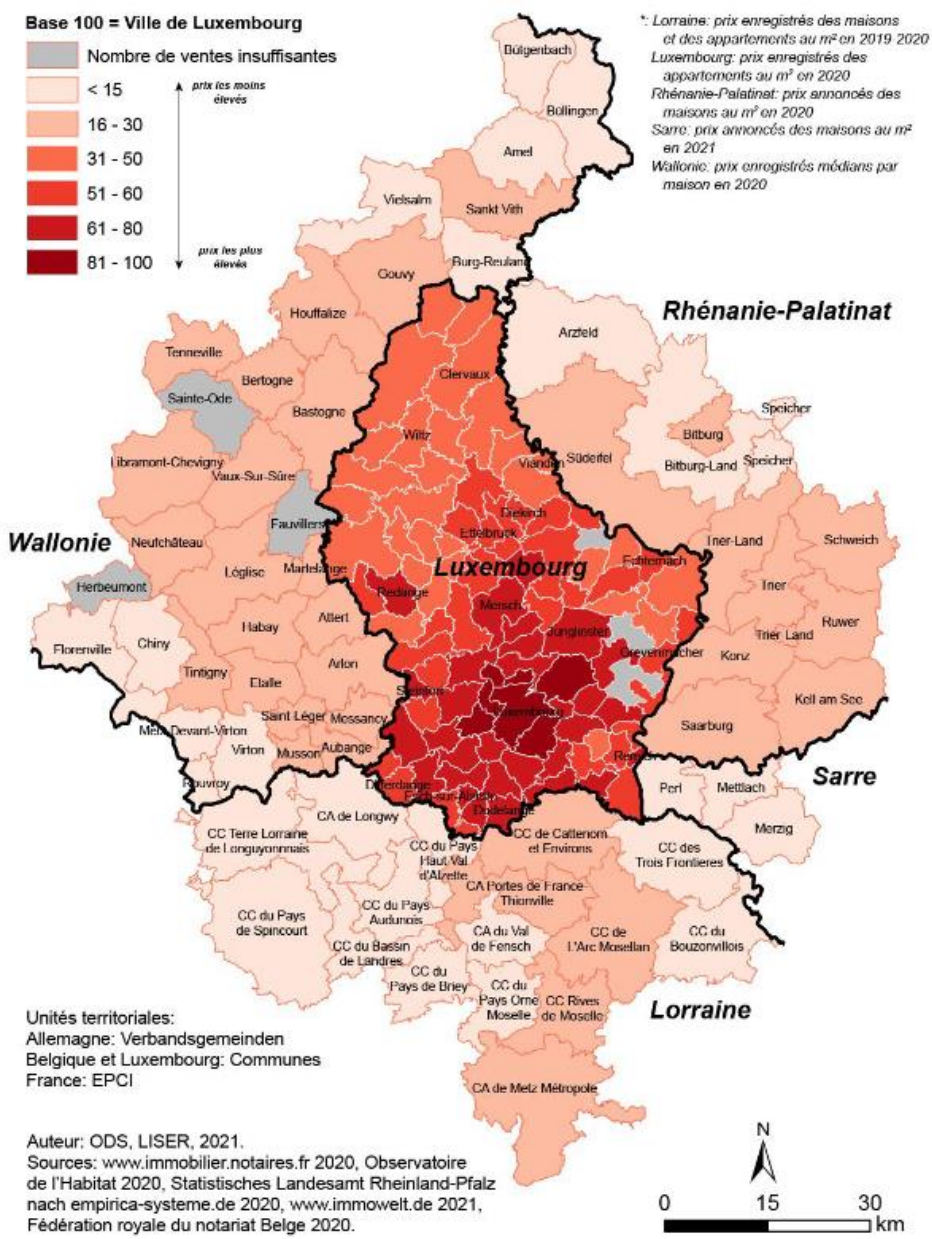 Base 100 = Ville de Luxembourg
Nombre de ventes insuffisantes
< 15
16 - 30
31 - 50
51 - 60
61 - 80
81 - 100
prix les moins
élevés
prix les plus
élevés
*: Lorraine: prix enregistrés des maisons
et des appartements au m² en 2019-2020
Luxembourg: prix enregistrés des
appartements au m² en 2020
Rhénanie-Palatinat: prix annoncés des
maisons au m² en 2020
Sarre: prix annoncés des maisons au m²
en 2021
Wallonie: prix enregistrés médians par
maison en 2020
Bütgenbach
Büllingen
Amel
Vielsalm
Sankt Vith
Burg-Reuland
Gouvy
Houffalize
Rhénanie-Palatinat
Arzfeld
Tenneville
Bertogne
Clervaux
Sainte-Ode
Bastogne
Speicher
Wiltz
Bitburg
Libramont-Chevigny
Vaux-Sur-Sûre
Vianden
Südeifel
Bitburg-Land
Speicher
Fauvillers
Diekirch
Ettelbruck
Wallonie
Neufchâteau
Trier-Land
Schweich
Léglise
Martelange
Luxembourg
Echternach
Herbeumont
Redange
Mersch
Trier
Habay
Attert
Junglinster
Trier Land
Ruwer
Florenville
Chiny
Grevenmacher
Konz
Tintigny
Etalle
Arlon
Steinfort
Kell am See
Saint-Léger
Messancy
Luxembourg
Saarburg
Meix-Devant-Virton
Virton
Musson
Aubange
Remich
Sarre
Rouvroy
Differdange
Esch-sur-Alzette
Dudelange
Perl
Mettlach
Merzig
CA de Longwy
CC Terre Lorraine
de Longuyonnnais
CC du Pays
Haut Val
d'Alzette
CC de Cattenom
et Environs
CC des
Trois Frontieres
CA Portes de France-
Thionville
CC du Pays
de Spincourt
CC du Pays
Audunois
CA du Val
de Fensch
CC de
L'Arc Mosellan
CC du
Bouzonvillois
CC du Bassin
de Landres
CC du
Pays de Briey
CC du
Pays Orne
Moselle
CC Rives
de Moselle
Lorraine
CA de Metz Métropole
Unités territoriales:
Allemagne: Verbandsgemeinden
Belgique et Luxembourg: Communes
France: EPCI
Auteur: ODS, LISER, 2021.
Sources: www.immobilier.notaires.fr 2020, Observatoire
de l'Habitat 2020, Statistisches Landesamt Rheinland-Pfalz
nach empirica-systeme.de 2020, www.immowelt.de 2021,
Fédération royale du notariat Belge 2020.
N
0 15 30
km